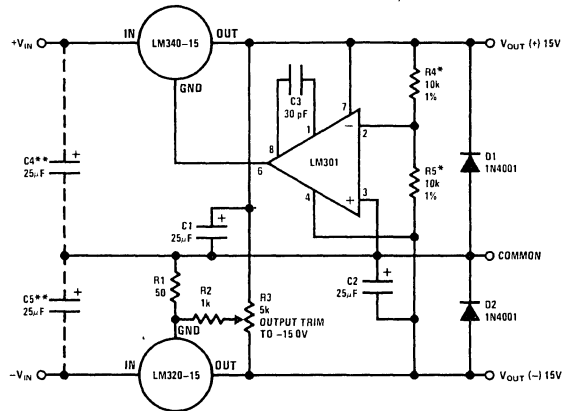 +VIN
IN
LM340-15
OUT
GND
VOUT (+) 15V
C3
30 pF
R4*
10k
1%
7
8
1
2
6
LM301
4
3
R5*
10k
1%
D1
1N4001
C4**
25μF
+
C1
25μF
+
COMMON
C5**
25μF
+
R1
50
R2
1k
R3
5k
OUTPUT TRIM
TO -15.0V
C2
25μF
+
D2
1N4001
GND
-VIN
IN
LM320-15
OUT
VOUT (-) 15V